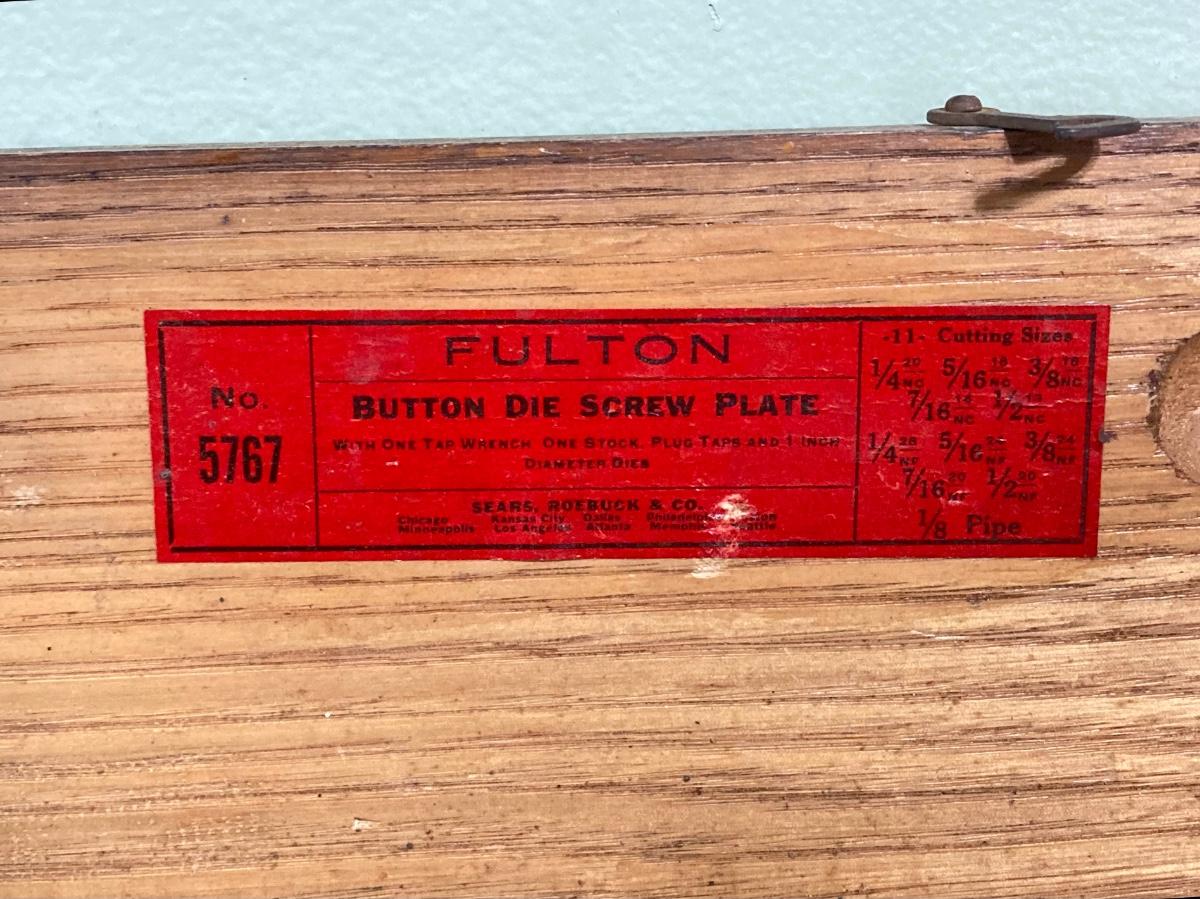 No.
5767
FULTON
BUTTON DIE SCREW PLATE
WITH ONE TAP WRENCH, ONE STOCK, PLUG TAPS AND 1 INCH
DIAMETER DIES
SEARS, ROEBUCK & CO.
Chicago Kansas City Dallas Philadelphia Boston
Minneapolis Los Angeles Atlanta Memphis Seattle
-11- Cutting Sizes
1/4 20 NC 5/16 18 NC 3/8 16 NC
7/16 14 NC 1/2 13 NC
1/4 28 NF 5/16 24 NF 3/8 24 NF
7/16 20 NF 1/2 20 NF
1/8 Pipe